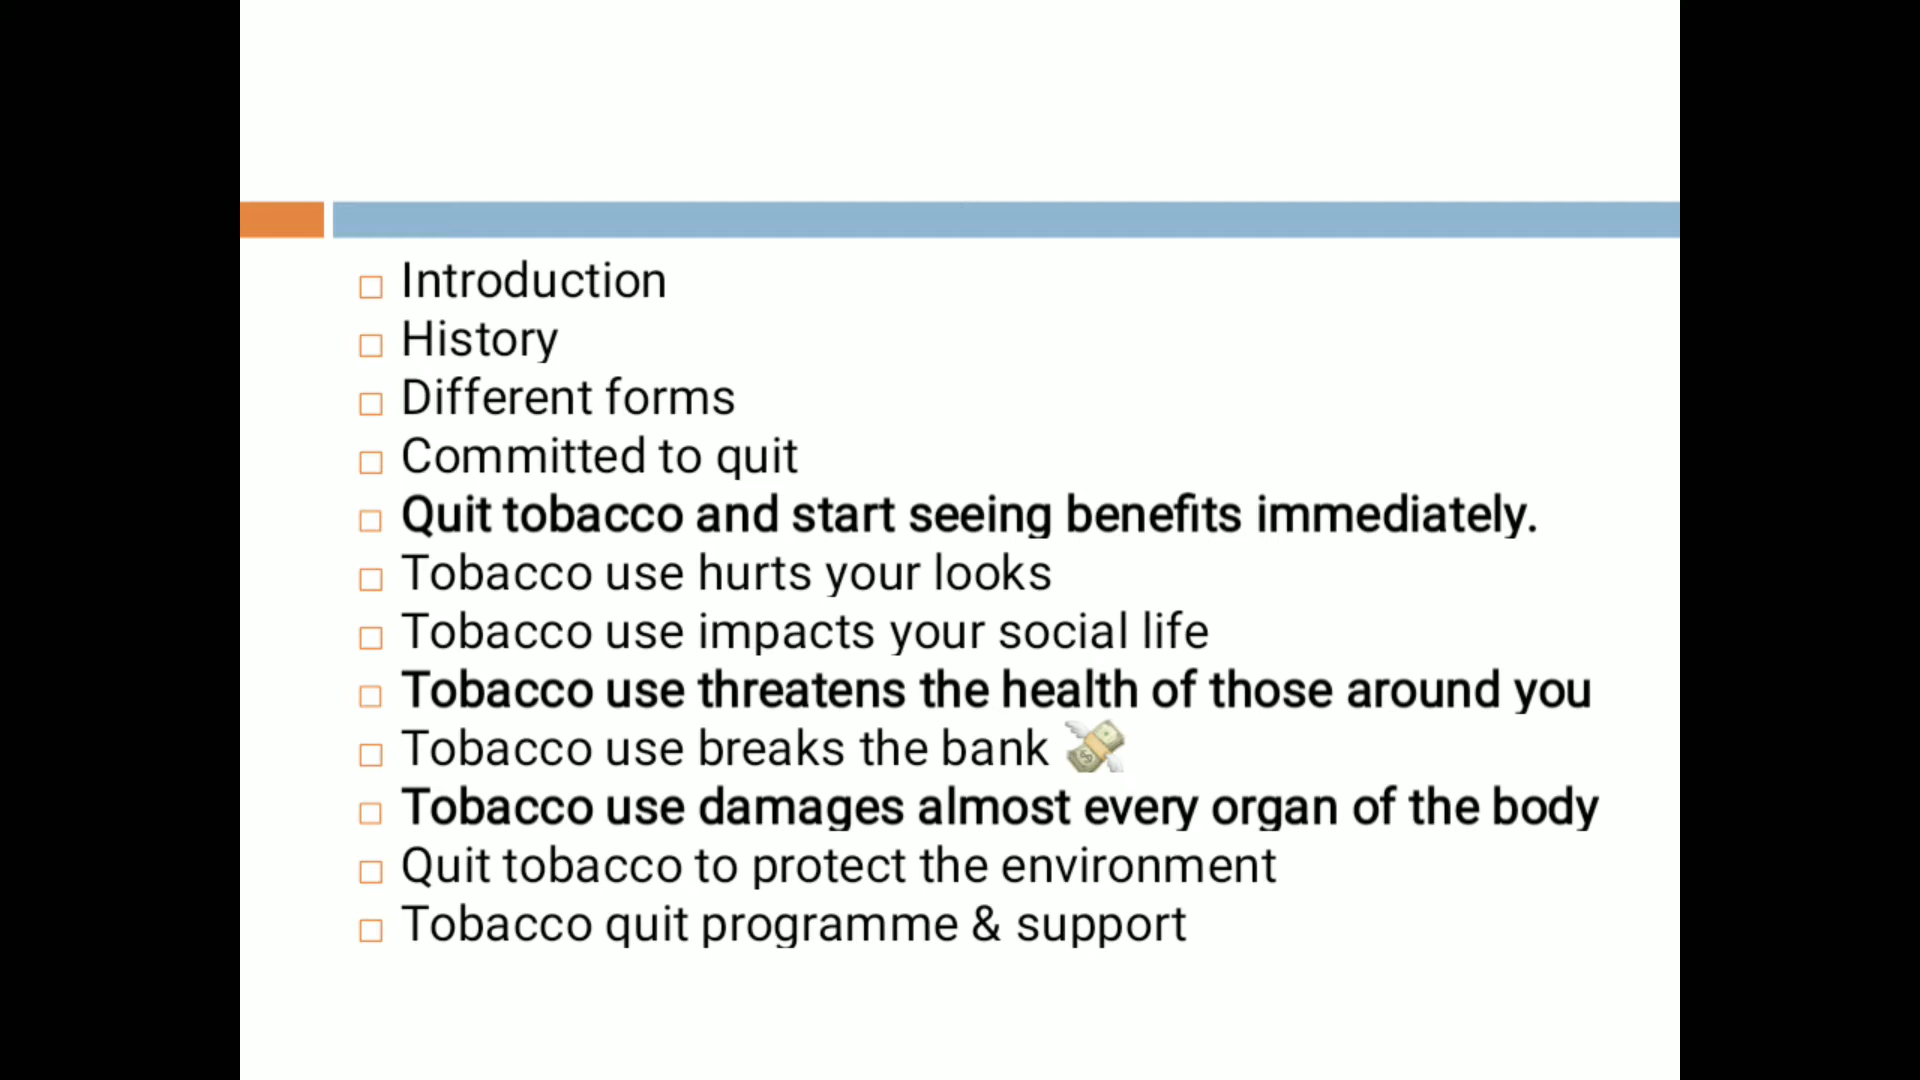 Introduction
History
Different forms
Committed to quit
Quit tobacco and start seeing benefits immediately.
Tobacco use hurts your looks
Tobacco use impacts your social life
Tobacco use threatens the health of those around you
Tobacco use breaks the bank 💸
Tobacco use damages almost every organ of the body
Quit tobacco to protect the environment
Tobacco quit programme & support